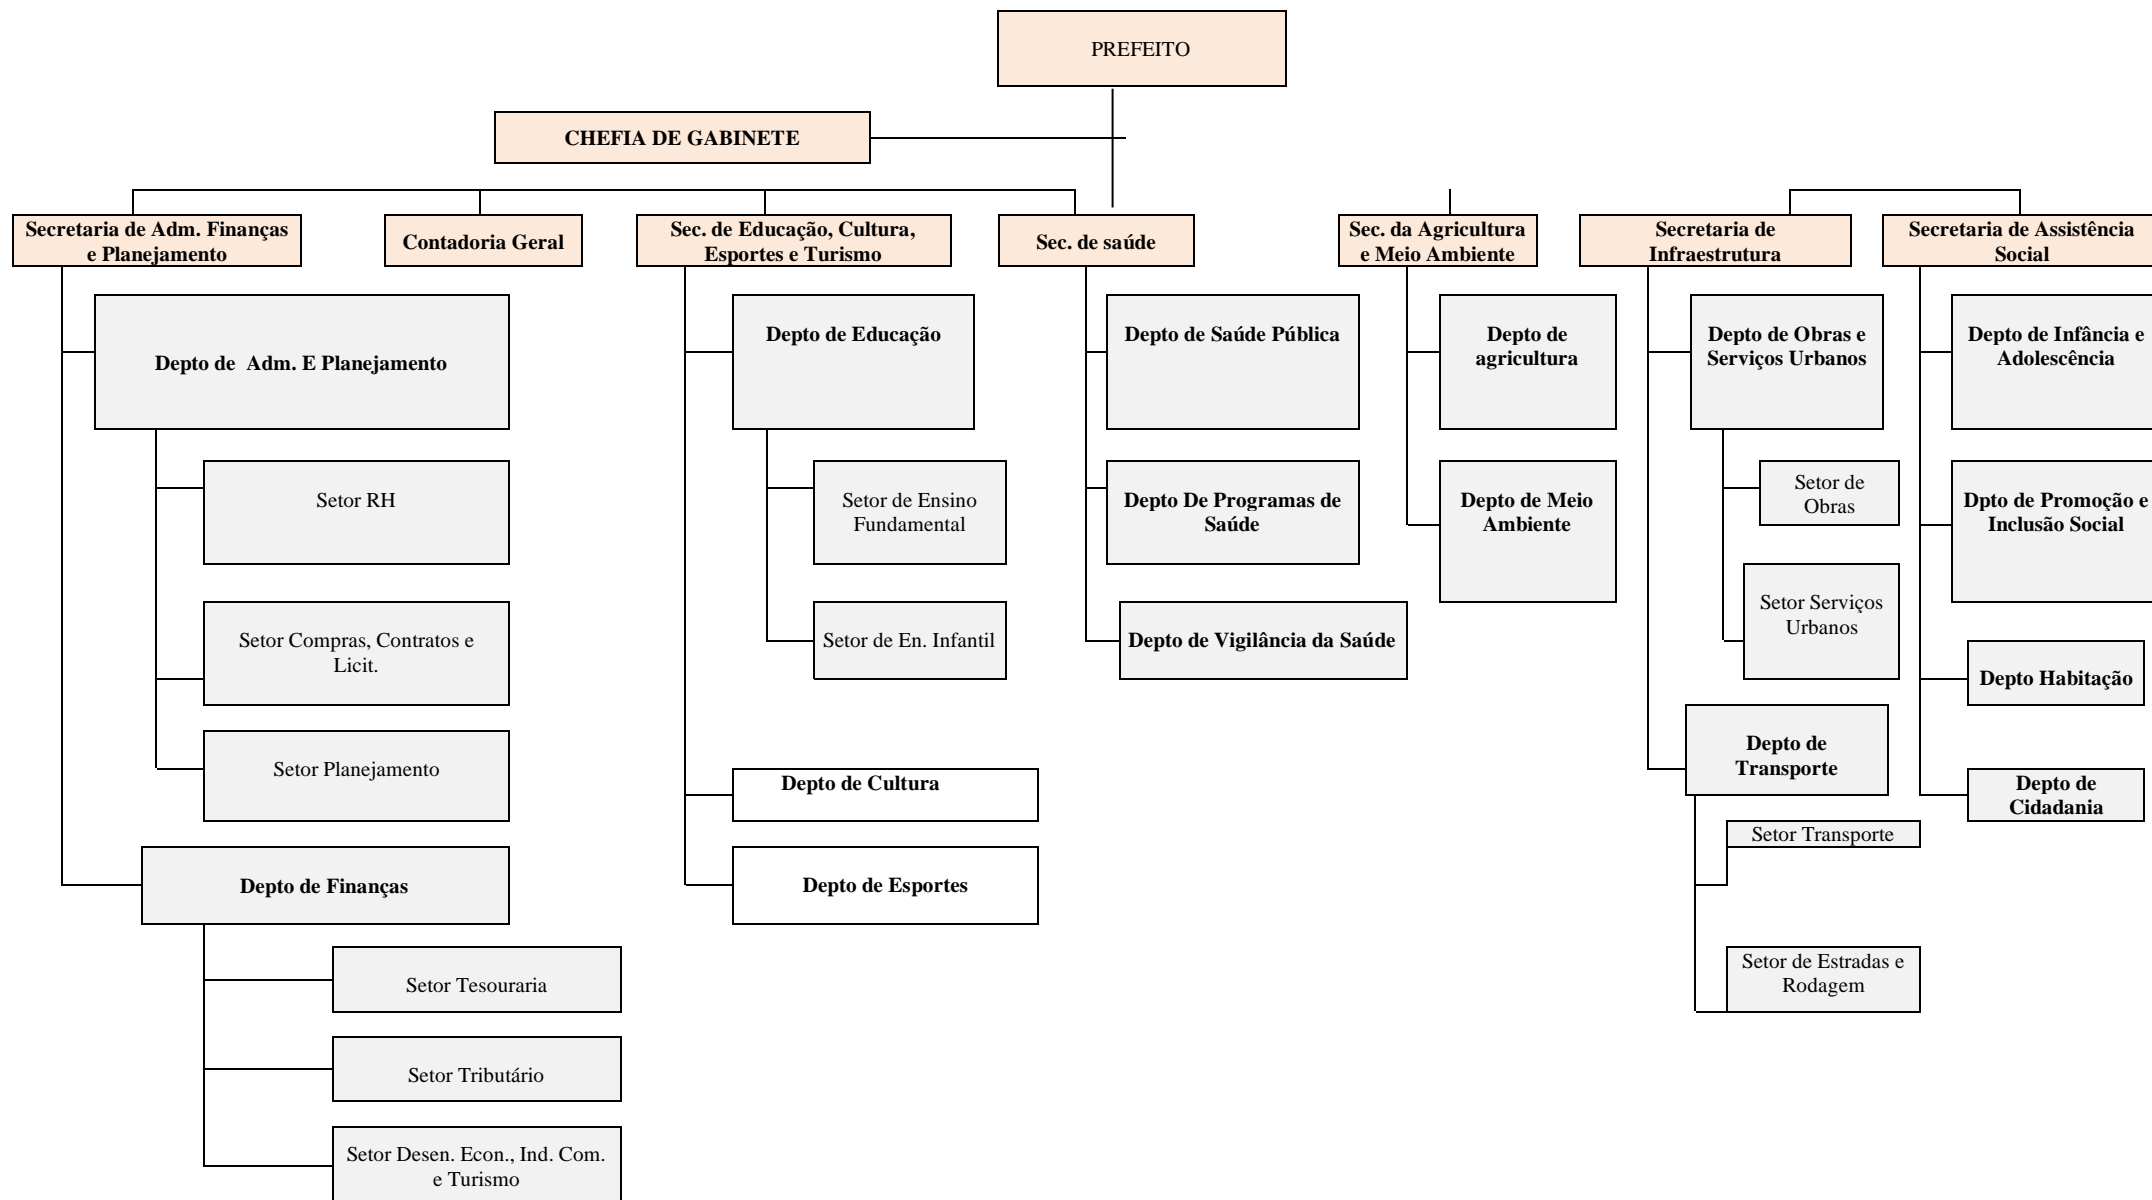 PREFEITO
CHEFIA DE GABINETE
Secretaria de Adm. Finanças
e Planejamento
Contadoria Geral
Sec. de Educação, Cultura,
Esportes e Turismo
Sec. de saúde
Sec. da Agricultura
e Meio Ambiente
Secretaria de
Infraestrutura
Secretaria de Assistência
Social
Depto de  Adm. E Planejamento
Setor RH
Setor Compras, Contratos e
Licit.
Setor Planejamento
Depto de Finanças
Setor Tesouraria
Setor Tributário
Setor Desen. Econ., Ind. Com.
e Turismo
Depto de Educação
Setor de Ensino
Fundamental
Setor de En. Infantil
Depto de Cultura
Depto de Esportes
Depto de Saúde Pública
Depto De Programas de
Saúde
Depto de Vigilância da Saúde
Depto de
agricultura
Depto de Meio
Ambiente
Depto de Obras e
Serviços Urbanos
Setor de
Obras
Setor Serviços
Urbanos
Depto de
Transporte
Setor Transporte
Setor de Estradas e
Rodagem
Depto de Infância e
Adolescência
Dpto de Promoção e
Inclusão Social
Depto Habitação
Depto de
Cidadania